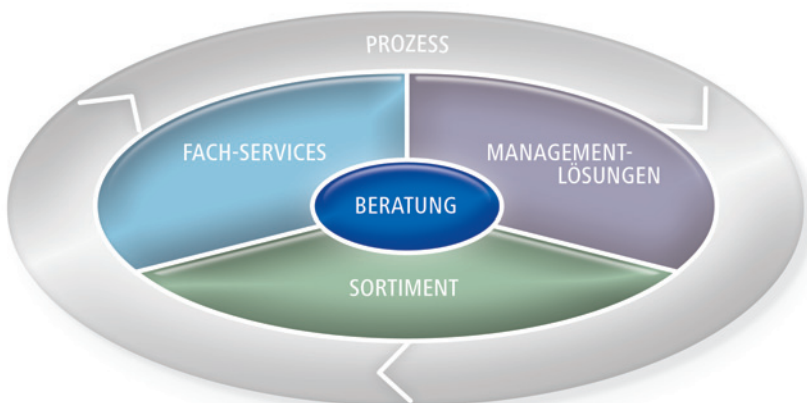 PROZESS
FACH-SERVICES
MANAGEMENT-
LÖSUNGEN
BERATUNG
SORTIMENT